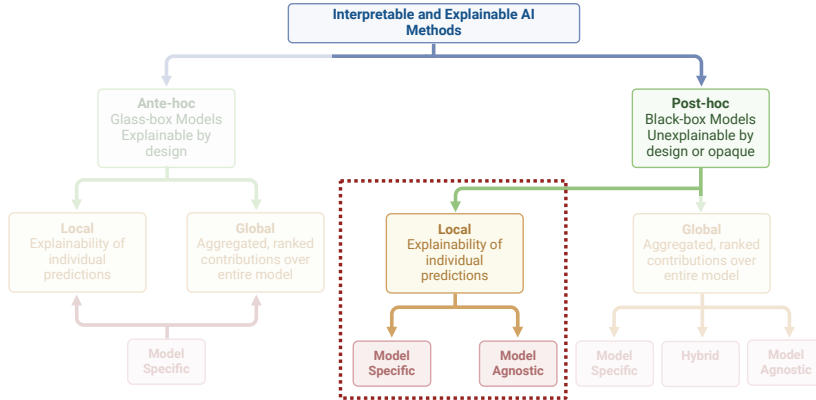 Interpretable and Explainable AI
Methods
Ante-hoc
Glass-box Models
Explainable by
design
Post-hoc
Black-box Models
Unexplainable by
design or opaque
Local
Explainability of
individual
predictions
Global
Aggregated, ranked
contributions over
entire model
Local
Explainability of
individual
predictions
Global
Aggregated, ranked
contributions over
entire model
Model
Specific
Model
Specific
Model
Agnostic
Model
Specific
Hybrid
Model
Agnostic